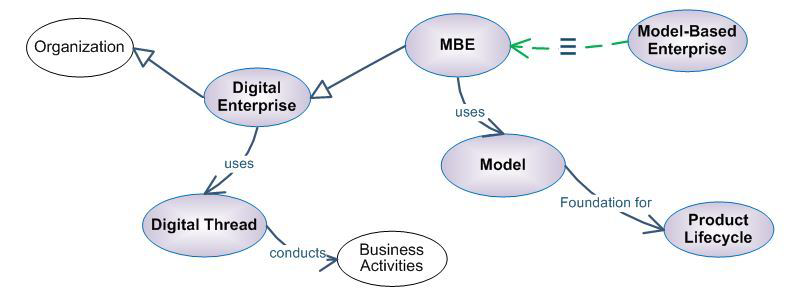 Organization
MBE
Model-Based
Enterprise
Digital
Enterprise
uses
uses
Model
Foundation for
Digital Thread
Product
Lifecycle
conducts
Business
Activities